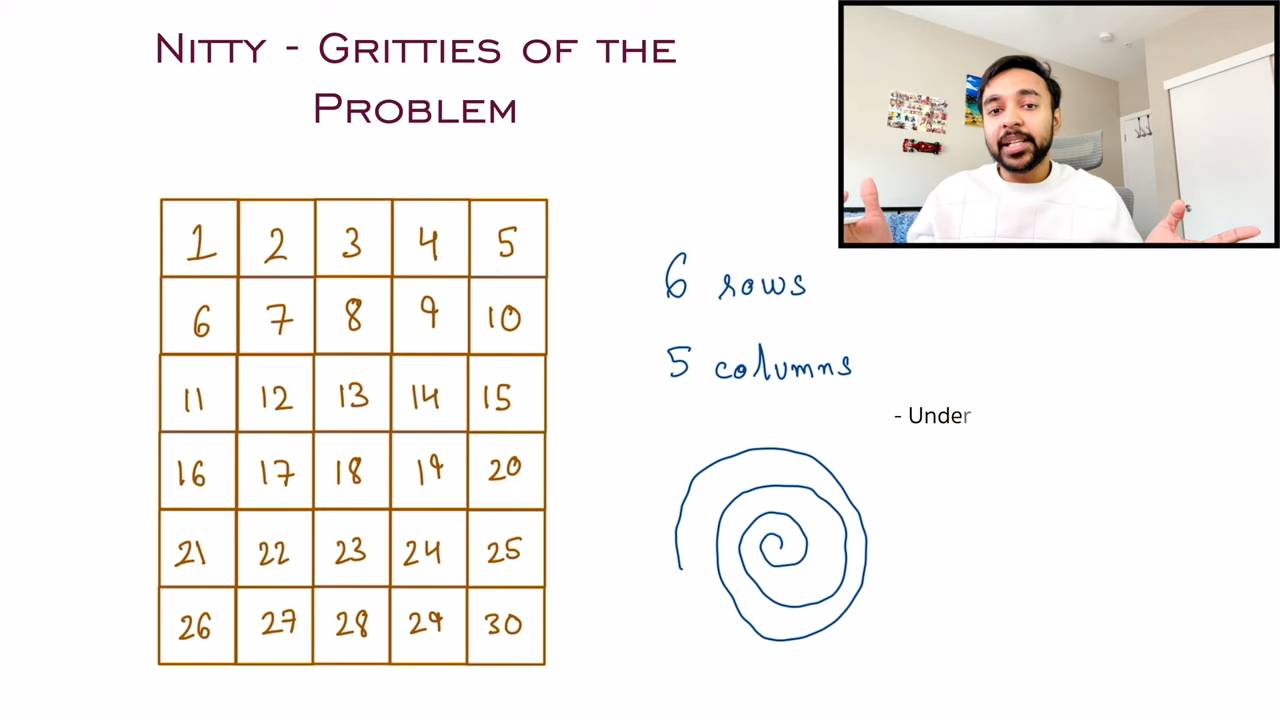 Nitty - Gritties of the
Problem
1 2 3 4 5
6 7 8 9 10
11 12 13 14 15
16 17 18 19 20
21 22 23 24 25
26 27 28 29 30
6 rows
5 columns
- Under